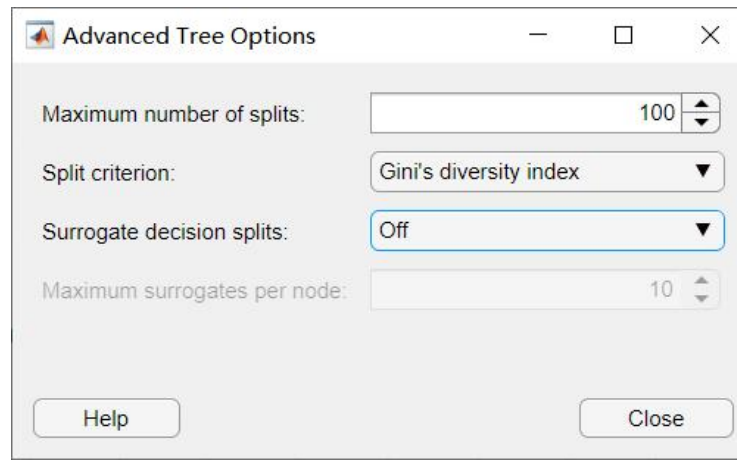 Advanced Tree Options
Maximum number of splits: 100
Split criterion: Gini's diversity index
Surrogate decision splits: Off
Maximum surrogates per node: 10
Help Close